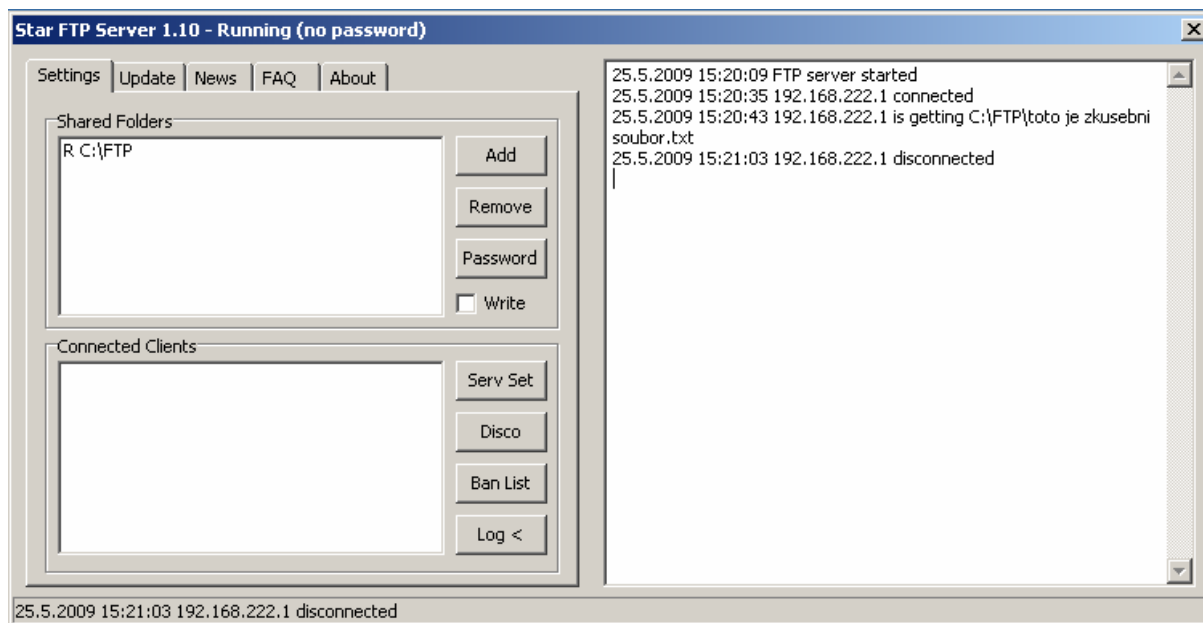 Star FTP Server 1.10 - Running (no password)
Settings Update News FAQ About
Shared Folders
R C:\FTP
Add
Remove
Password
Write
Connected Clients
Serv Set
Disco
Ban List
Log <
25.5.2009 15:20:09 FTP server started
25.5.2009 15:20:35 192.168.222.1 connected
25.5.2009 15:20:43 192.168.222.1 is getting C:\FTP\toto je zkusebni
soubor.txt
25.5.2009 15:21:03 192.168.222.1 disconnected
25.5.2009 15:21:03 192.168.222.1 disconnected